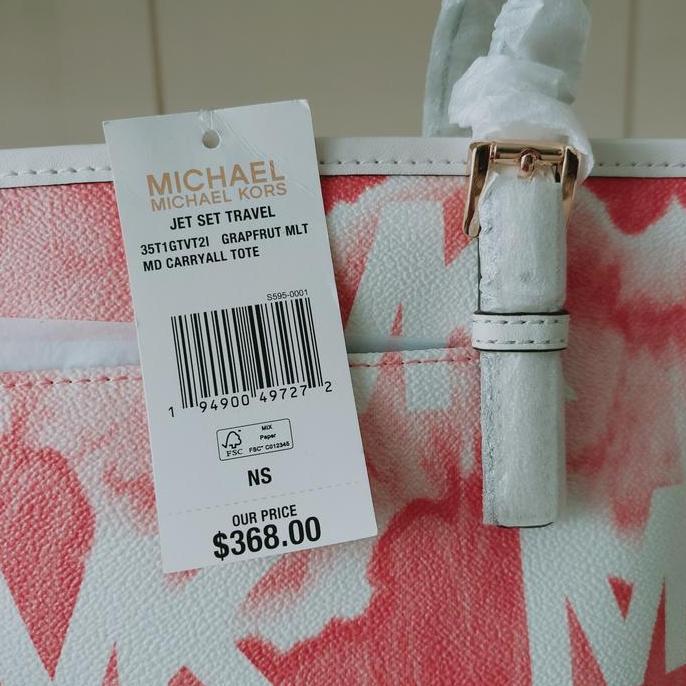 MICHAEL
MICHAEL KORS
JET SET TRAVEL
35T1GTVT2I GRAPFRUT MLT
MD CARRYALL TOTE
S595-0001
1 94900 49727 2
FSC
MIX
Paper
FSC® C012345
NS
OUR PRICE
$368.00